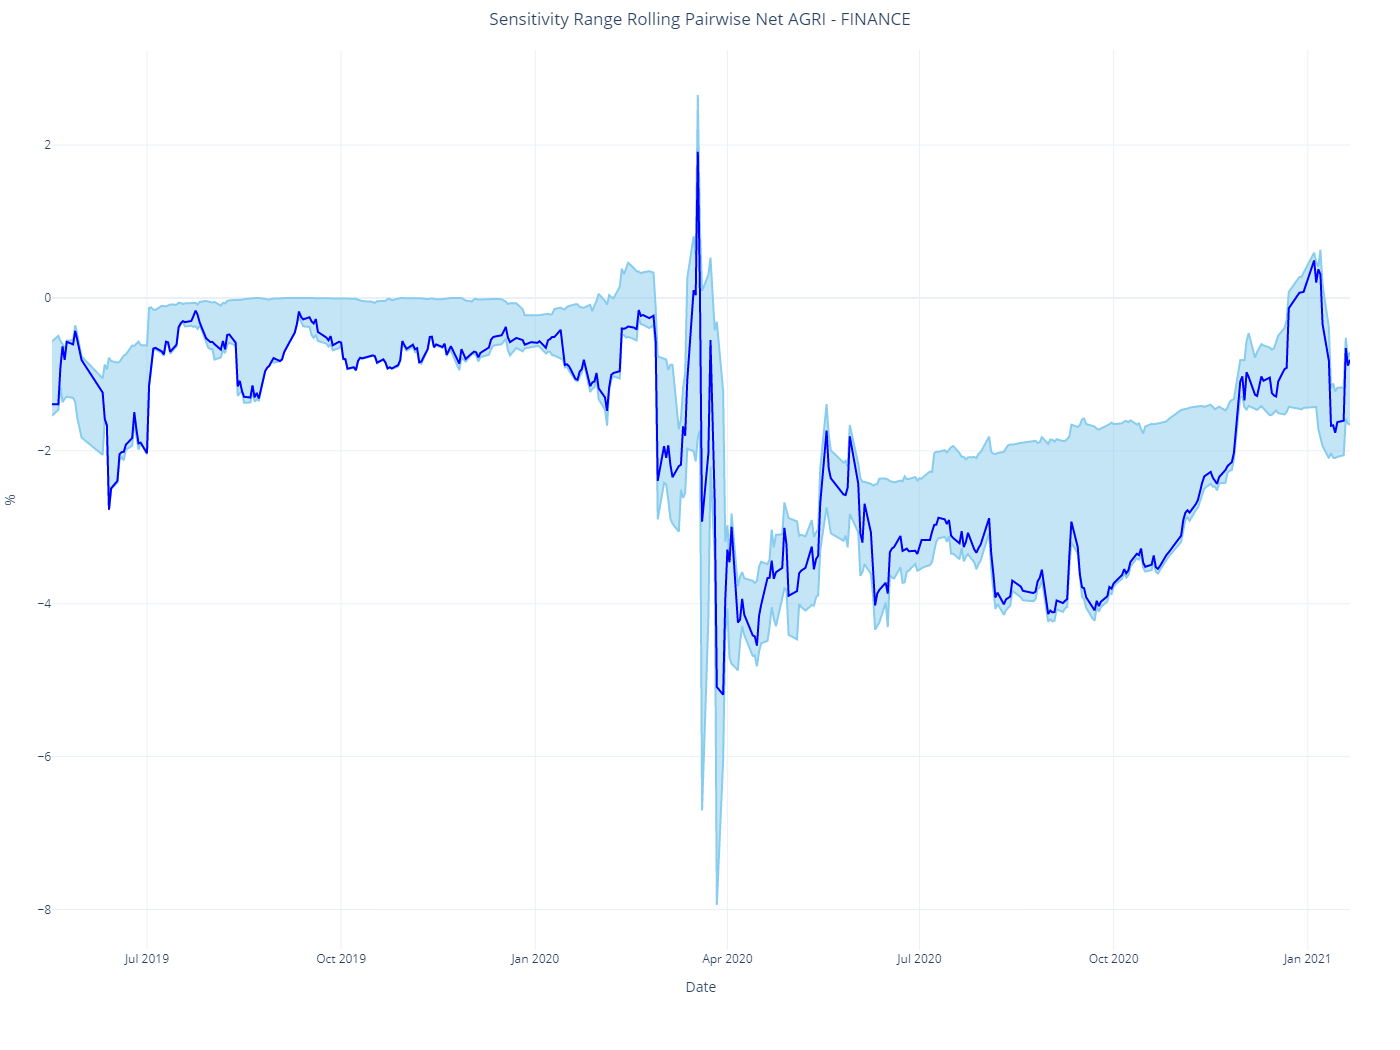 Sensitivity Range Rolling Pairwise Net AGRI - FINANCE
2
0
−2
−4
−6
−8
%
Jul 2019
Oct 2019
Jan 2020
Apr 2020
Jul 2020
Oct 2020
Jan 2021
Date